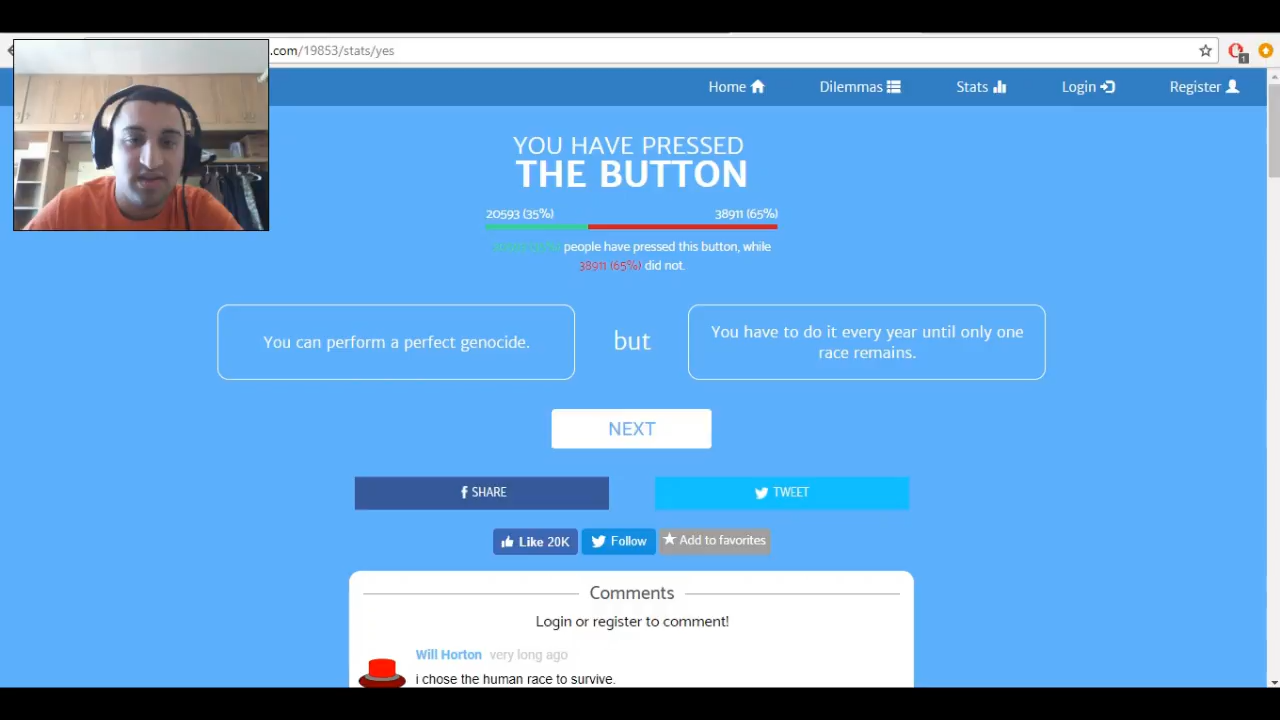 .com/19853/stats/yes
1
Home
Dilemmas
Stats
Login
Register
YOU HAVE PRESSED
THE BUTTON
20593 (35%) 38911 (65%)
people have pressed this button, while
38911 (65%) did not.
You can perform a perfect genocide.
but
You have to do it every year until only one
race remains.
NEXT
SHARE
TWEET
Like 20K
Follow
Add to favorites
Comments
Login or register to comment!
Will Horton very long ago
i chose the human race to survive.